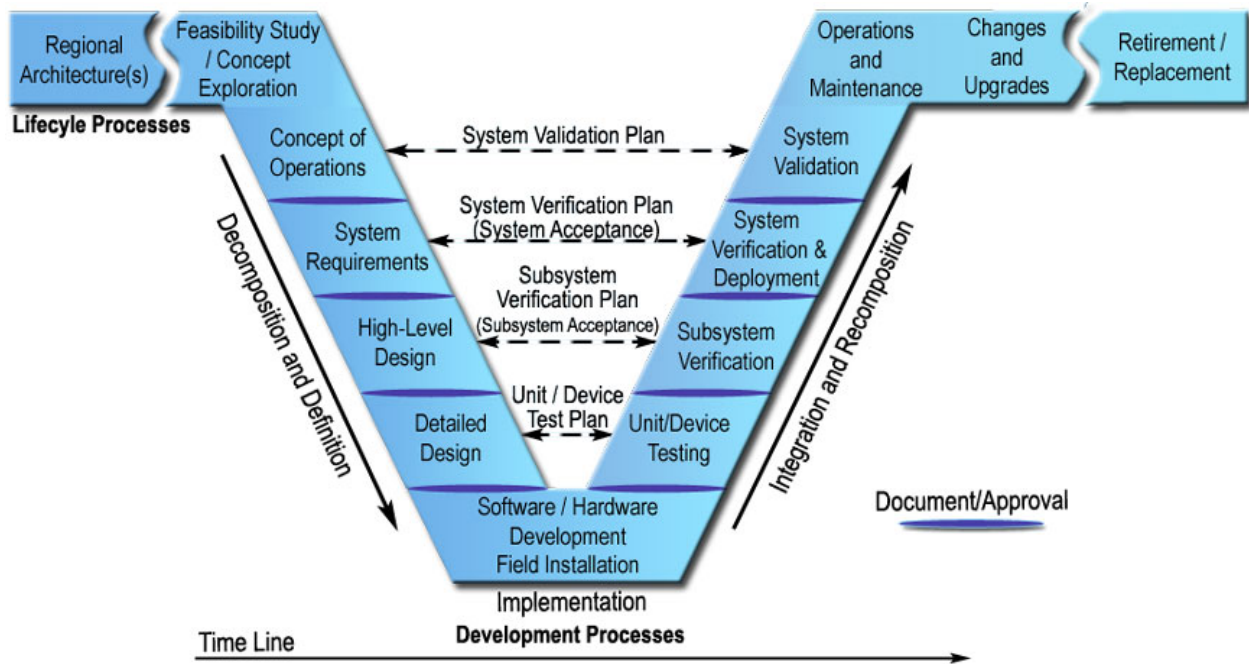 Regional
Architecture(s)
Feasibility Study
/ Concept
Exploration
Operations
and
Maintenance
Changes
and
Upgrades
Retirement /
Replacement
Lifecyle Processes
Concept of
Operations
System Validation Plan
System
Validation
System
Requirements
System Verification Plan
(System Acceptance)
System
Verification &
Deployment
High-Level
Design
Subsystem
Verification Plan
(Subsystem Acceptance)
Subsystem
Verification
Detailed
Design
Unit / Device
Test Plan
Unit/Device
Testing
Decomposition and Definition
Integration and Recomposition
Software / Hardware
Development
Field Installation
Document/Approval
Implementation
Development Processes
Time Line